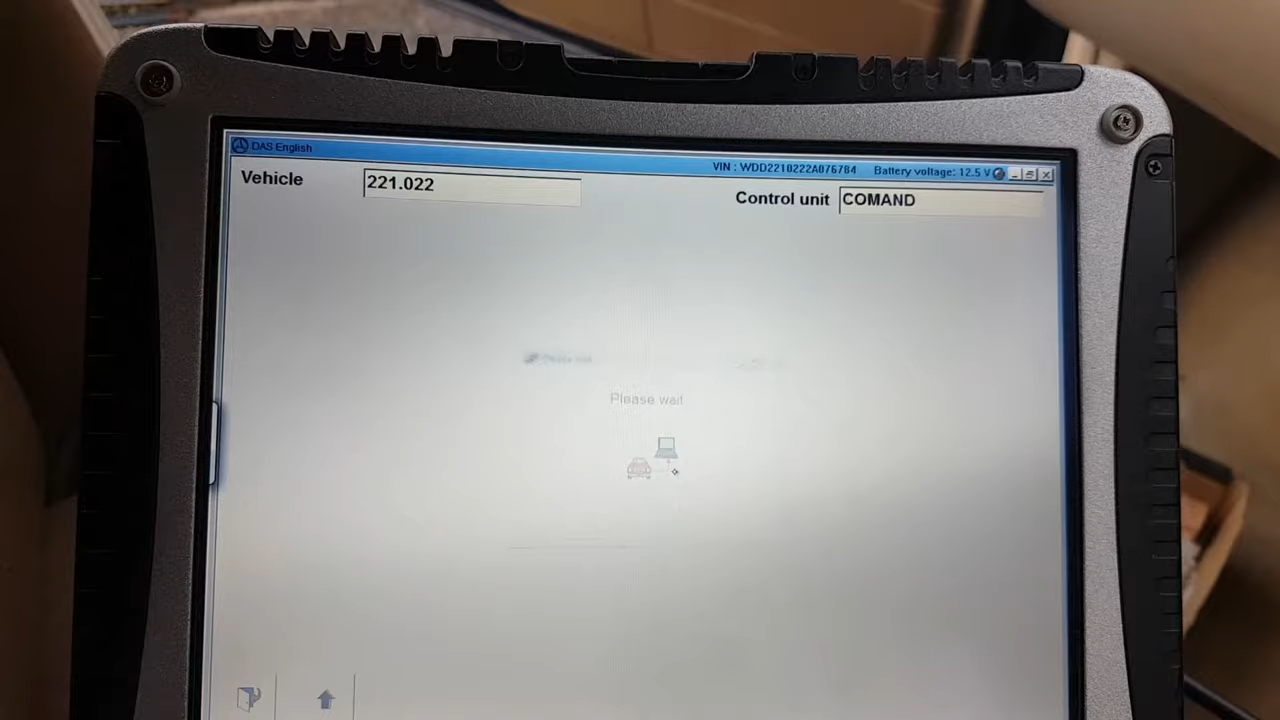 DAS English
VIN : WDD2210222A076784 Battery voltage: 12.5 V
Vehicle 221.022
Control unit COMAND
Please wait